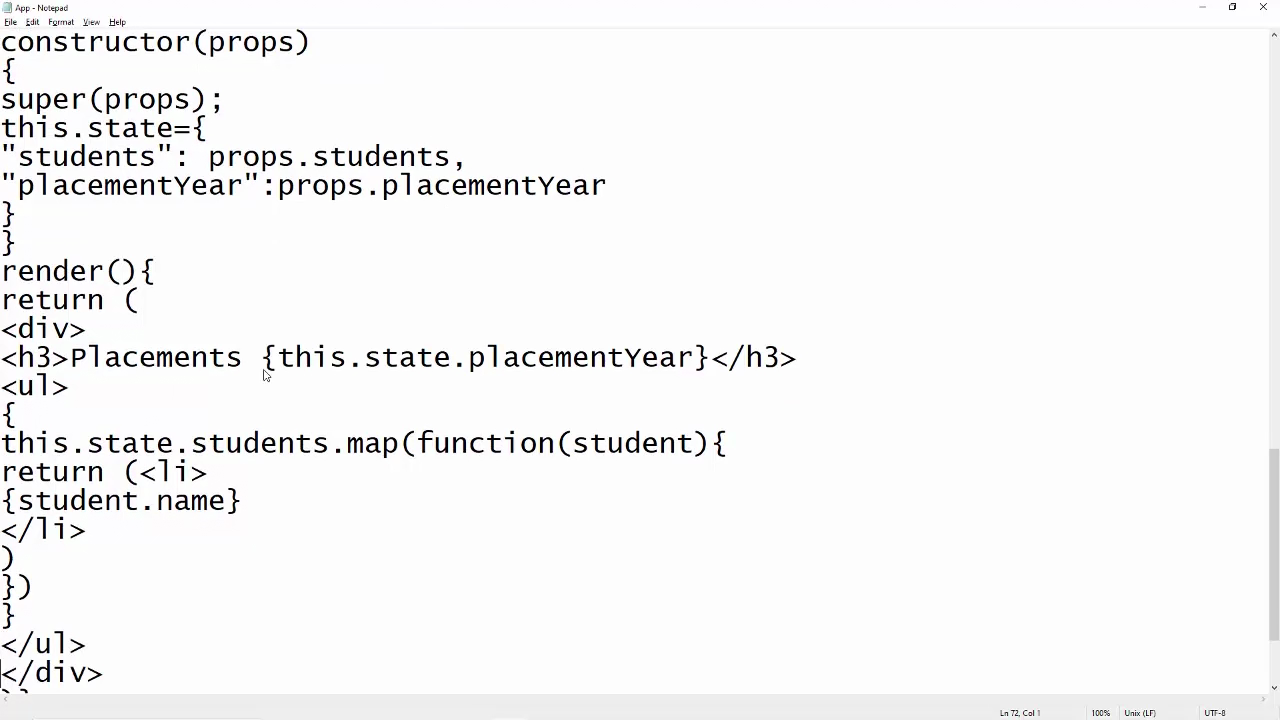 App - Notepad
File Edit Format View Help
constructor(props)
{
super(props);
this.state={
"students": props.students,
"placementYear":props.placementYear
}
}
render(){
return (
<div>
<h3>Placements {this.state.placementYear}</h3>
<ul>
{
this.state.students.map(function(student){
return (<li>
{student.name}
</li>
)
})
}
</ul>
</div>
Ln 72, Col 1 100% Unix (LF) UTF-8